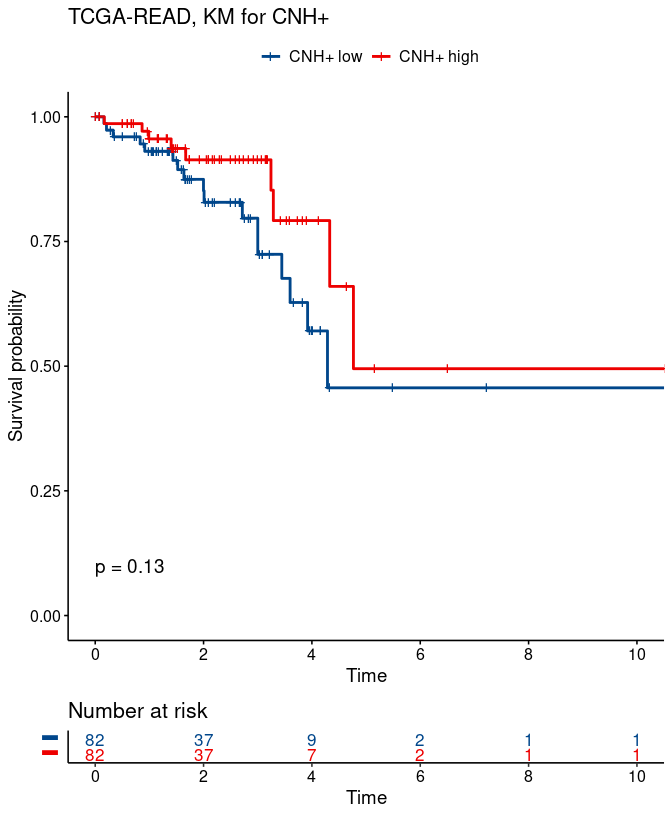 TCGA-READ, KM for CNH+
CNH+ low CNH+ high
1.00
0.75
0.50
0.25
0.00
Survival probability
p = 0.13
0 2 4 6 8 10
Time
Number at risk
82 37 9 2 1 1
82 37 7 2 1 1
0 2 4 6 8 10
Time